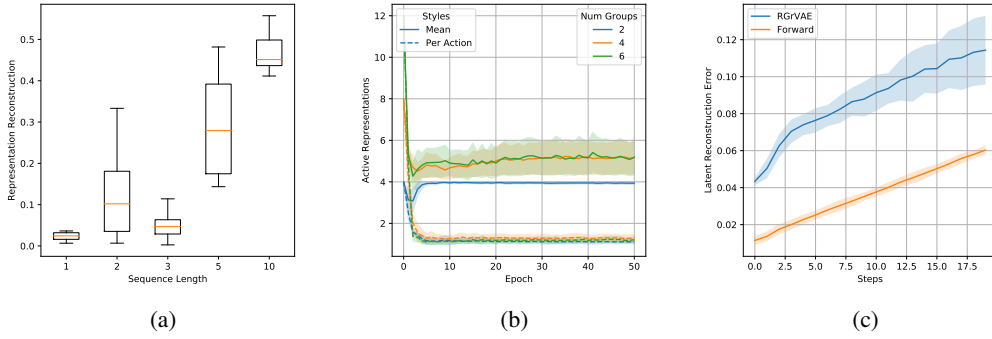 Representation Reconstruction
0.5
0.4
0.3
0.2
0.1
0.0
1 2 3 5 10
Sequence Length
(a)
Active Representations
12
10
8
6
4
2
Styles
Mean
Per Action
Num Groups
2
4
6
0 10 20 30 40 50
Epoch
(b)
Latent Reconstruction Error
0.12
0.10
0.08
0.06
0.04
0.02
RGrVAE
Forward
0.0 2.5 5.0 7.5 10.0 12.5 15.0 17.5
Steps
(c)